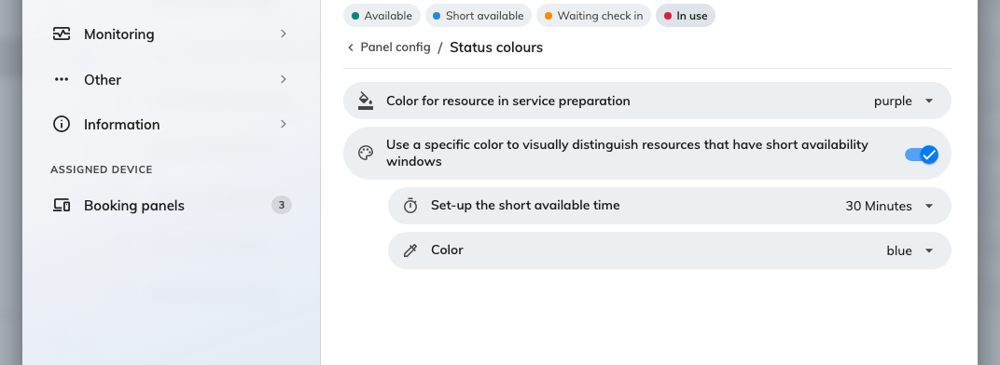 Monitoring
Other
Information
ASSIGNED DEVICE
Booking panels 3
Available Short available Waiting check in In use
Panel config / Status colours
Color for resource in service preparation purple
Use a specific color to visually distinguish resources that have short availability
windows
Set-up the short available time 30 Minutes
Color blue